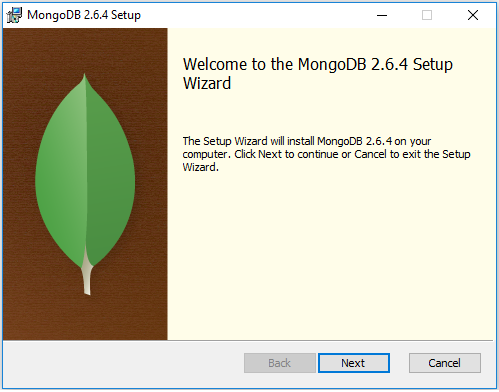 MongoDB 2.6.4 Setup
Welcome to the MongoDB 2.6.4 Setup
Wizard
The Setup Wizard will install MongoDB 2.6.4 on your
computer. Click Next to continue or Cancel to exit the Setup
Wizard.
Back Next Cancel